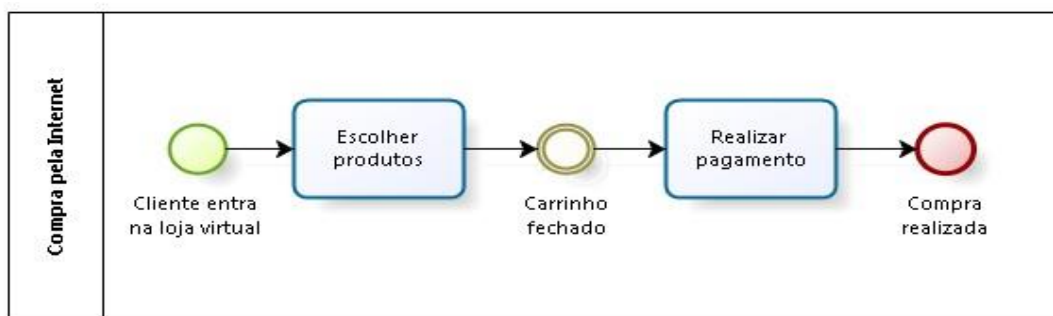 Compra pela Internet
Cliente entra
na loja virtual
Escolher
produtos
Carrinho
fechado
Realizar
pagamento
Compra
realizada